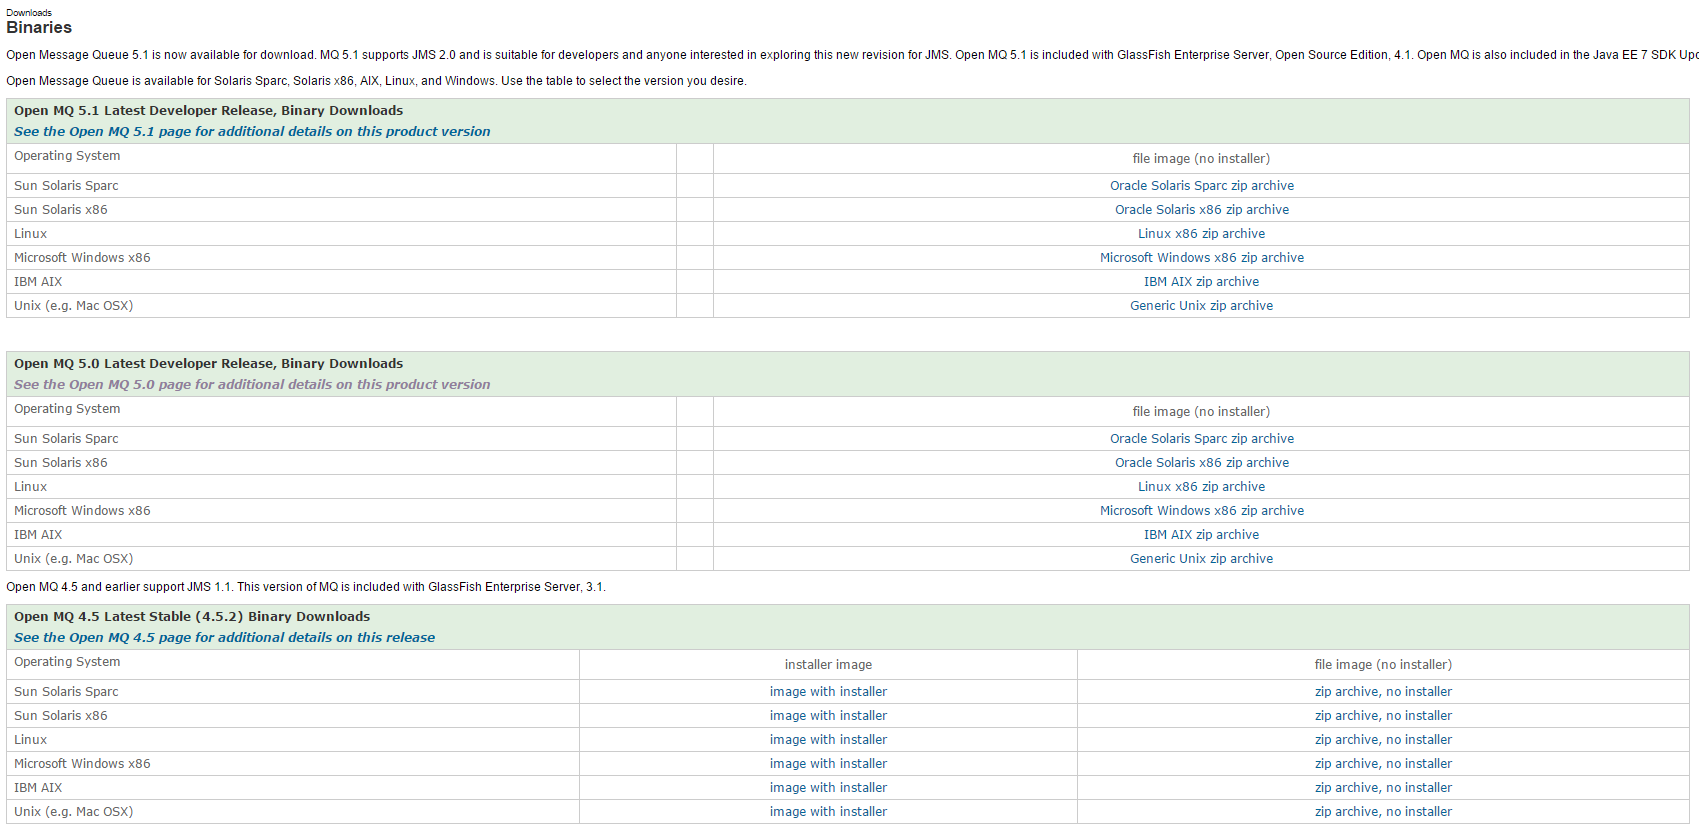 Downloads
Binaries
Open Message Queue 5.1 is now available for download. MQ 5.1 supports JMS 2.0 and is suitable for developers and anyone interested in exploring this new revision for JMS. Open MQ 5.1 is included with GlassFish Enterprise Server, Open Source Edition, 4.1. Open MQ is also included in the Java EE 7 SDK Upd
Open Message Queue is available for Solaris Sparc, Solaris x86, AIX, Linux, and Windows. Use the table to select the version you desire.
Open MQ 5.1 Latest Developer Release, Binary Downloads
See the Open MQ 5.1 page for additional details on this product version
Operating System file image (no installer)
Sun Solaris Sparc Oracle Solaris Sparc zip archive
Sun Solaris x86 Oracle Solaris x86 zip archive
Linux Linux x86 zip archive
Microsoft Windows x86 Microsoft Windows x86 zip archive
IBM AIX IBM AIX zip archive
Unix (e.g. Mac OSX) Generic Unix zip archive
Open MQ 5.0 Latest Developer Release, Binary Downloads
See the Open MQ 5.0 page for additional details on this product version
Operating System file image (no installer)
Sun Solaris Sparc Oracle Solaris Sparc zip archive
Sun Solaris x86 Oracle Solaris x86 zip archive
Linux Linux x86 zip archive
Microsoft Windows x86 Microsoft Windows x86 zip archive
IBM AIX IBM AIX zip archive
Unix (e.g. Mac OSX) Generic Unix zip archive
Open MQ 4.5 and earlier support JMS 1.1. This version of MQ is included with GlassFish Enterprise Server, 3.1.
Open MQ 4.5 Latest Stable (4.5.2) Binary Downloads
See the Open MQ 4.5 page for additional details on this release
Operating System installer image file image (no installer)
Sun Solaris Sparc image with installer zip archive, no installer
Sun Solaris x86 image with installer zip archive, no installer
Linux image with installer zip archive, no installer
Microsoft Windows x86 image with installer zip archive, no installer
IBM AIX image with installer zip archive, no installer
Unix (e.g. Mac OSX) image with installer zip archive, no installer